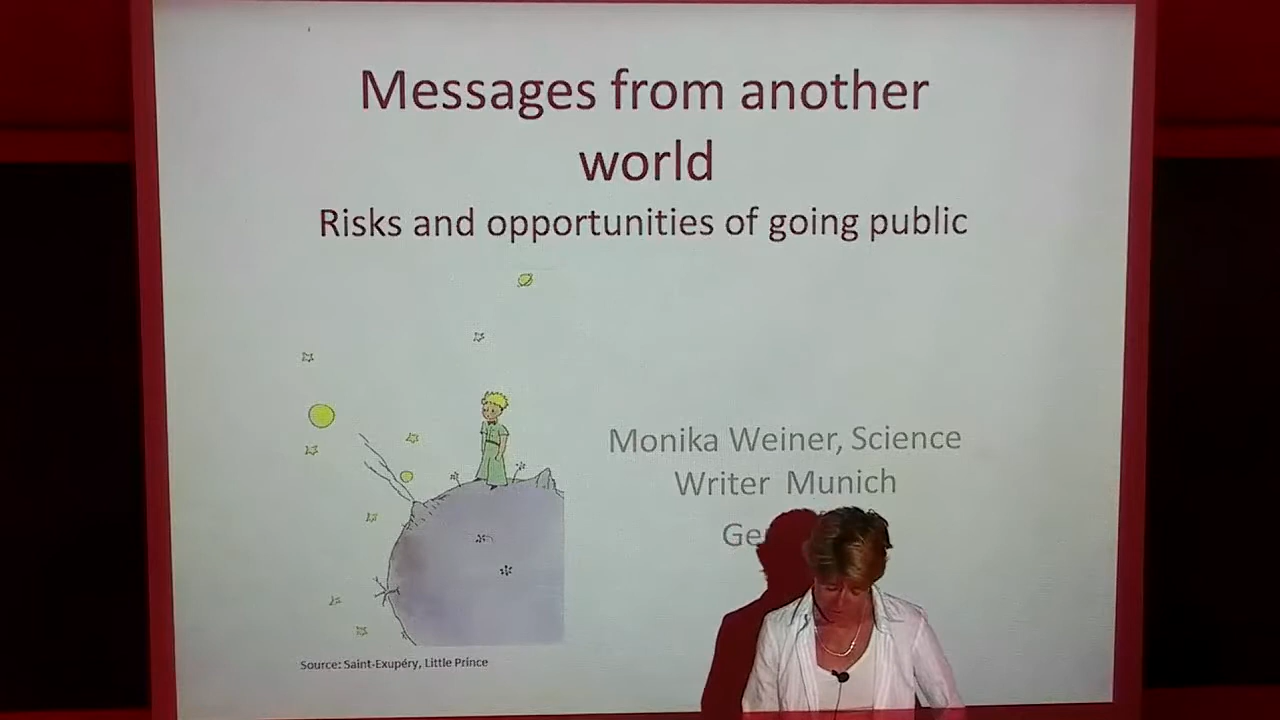 Messages from another
world
Risks and opportunities of going public
Monika Weiner, Science
Writer Munich
Source: Saint-Exupéry, Little Prince